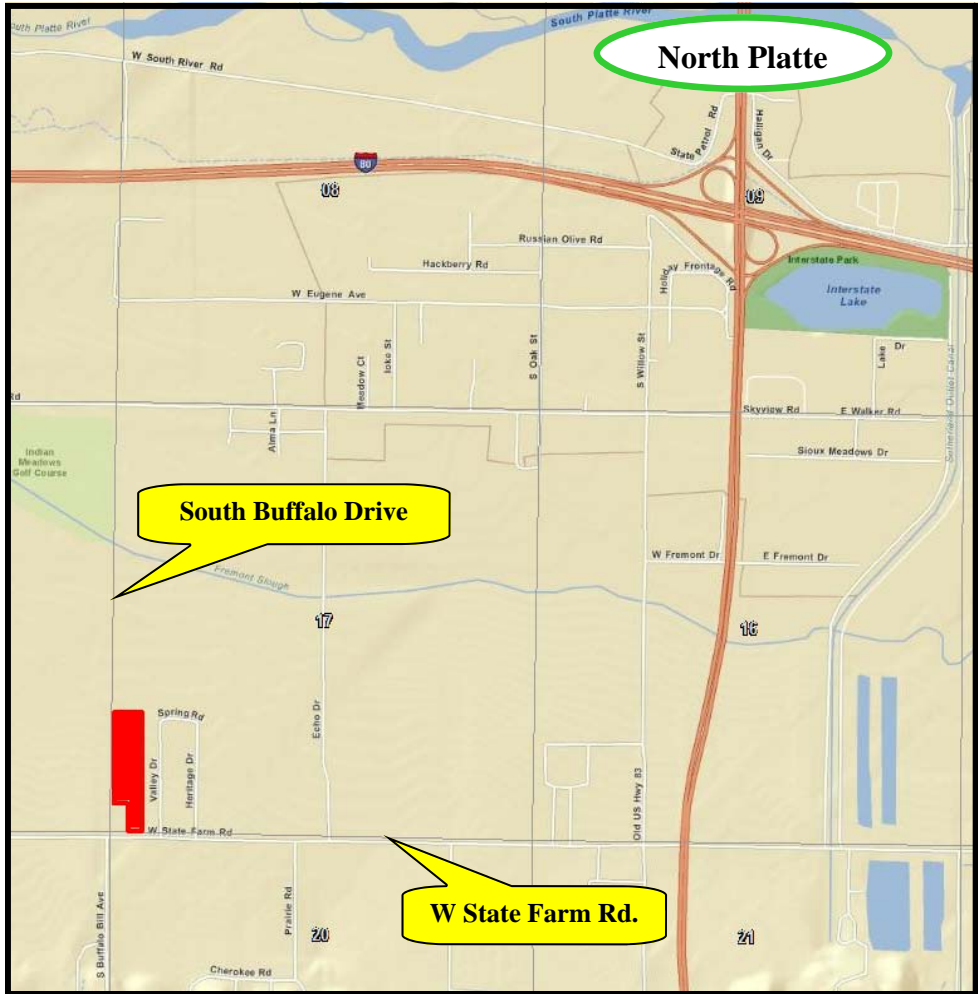 South Platte River
South Platte River
North Platte
W South River Rd
State Patrol Rd
Halligan Dr
80
08
09
Russian Olive Rd
Hackberry Rd
Holiday Frontage Rd
Interstate Park
Interstate
Lake
W Eugene Ave
Ioke St
Meadow Ct
S Oak St
S Willow St
Lake Dr
Rd
Alma Ln
Skyview Rd
E Walker Rd
Sioux Meadows Dr
Sutherland Outlet Canal
Indian
Meadows
Golf Course
South Buffalo Drive
W Fremont Dr
E Fremont Dr
Fremont Slough
17
16
Spring Rd
Valley Dr
Heritage Dr
Echo Dr
Old US Hwy 83
W State Farm Rd
W State Farm Rd.
S Buffalo Bill Ave
Prairie Rd
20
21
Cherokee Rd